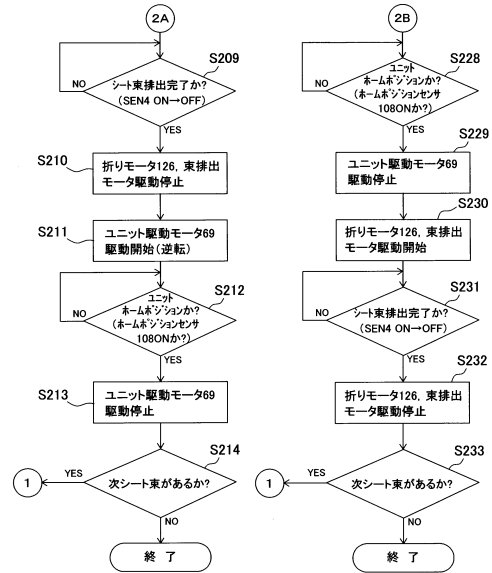 2A
S209
シート束排出完了か?
(SEN4 ON→OFF)
NO
YES
S210
折りモータ126, 束排出
モータ駆動停止
S211
ユニット駆動モータ69
駆動開始(逆転)
S212
ユニット
ホームポジションか?
(ホームポジションセンサ
108ONか?)
NO
YES
S213
ユニット駆動モータ69
駆動停止
S214
次シート束があるか?
YES
1
NO
終 了
2B
S228
ユニット
ホームポジションか?
(ホームポジションセンサ
108ONか?)
NO
YES
S229
ユニット駆動モータ69
駆動停止
S230
折りモータ126, 束排出
モータ駆動開始
S231
シート束排出完了か?
(SEN4 ON→OFF)
NO
YES
S232
折りモータ126, 束排出
モータ駆動停止
S233
次シート束があるか?
YES
1
NO
終 了